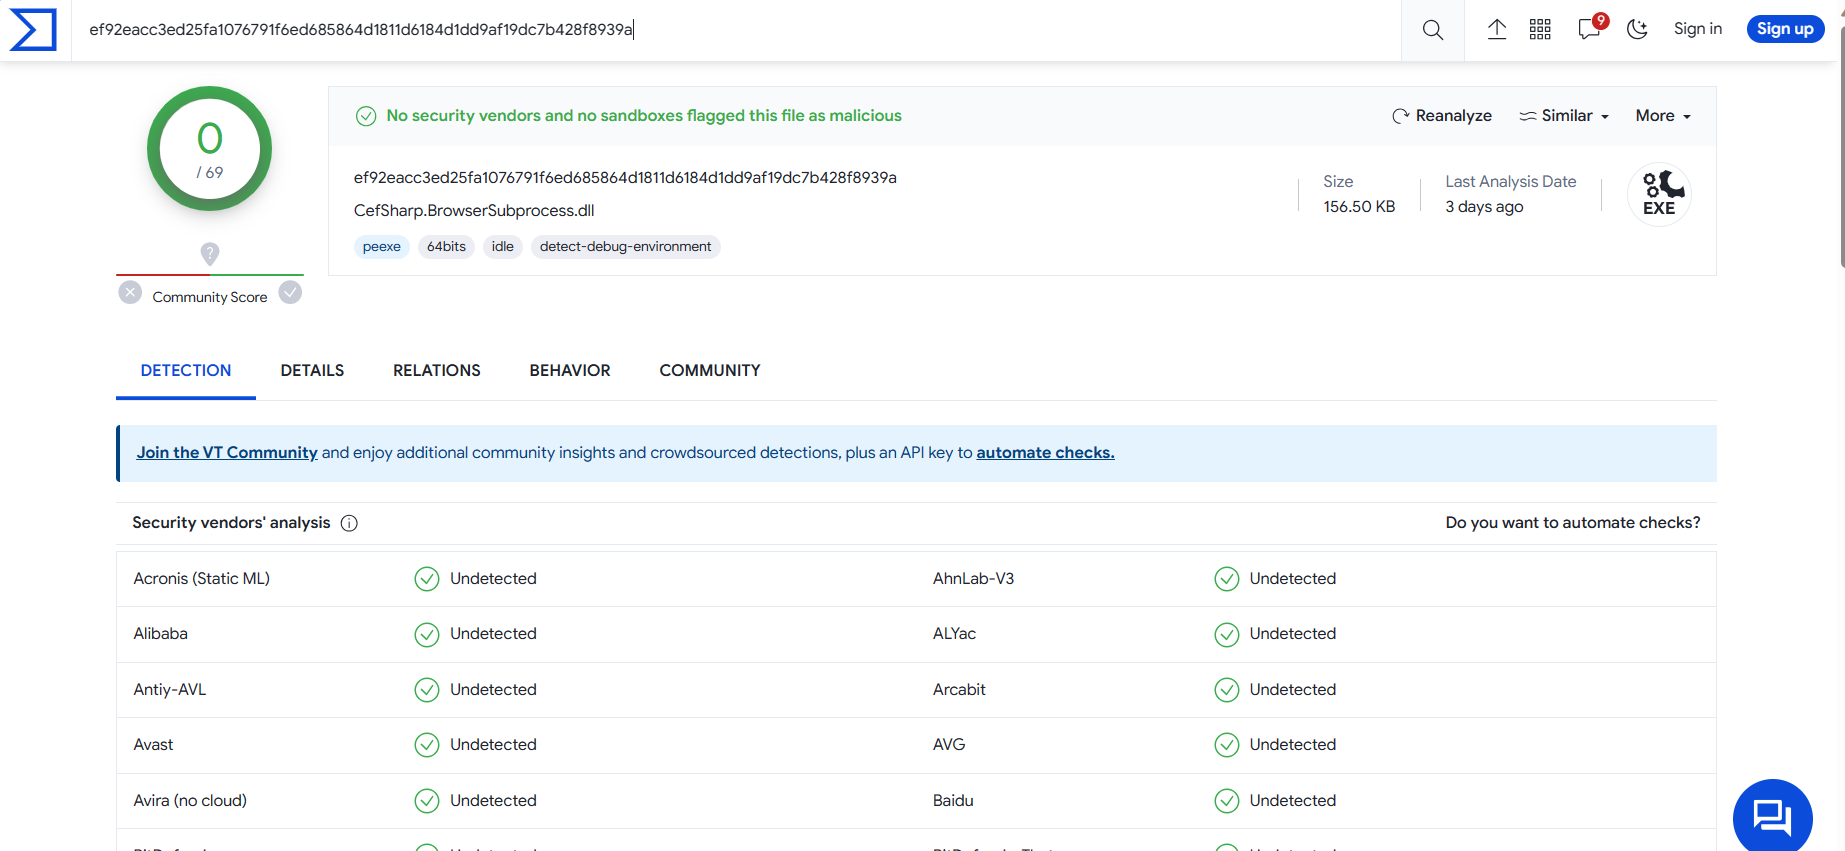 ef92eacc3ed25fa1076791f6ed685864d1811d6184d1dd9af19dc7b428f8939a
9
Sign in
Sign up
0
/ 69
Community Score
No security vendors and no sandboxes flagged this file as malicious
Reanalyze
Similar
More
ef92eacc3ed25fa1076791f6ed685864d1811d6184d1dd9af19dc7b428f8939a
CefSharp.BrowserSubprocess.dll
peexe
64bits
idle
detect-debug-environment
Size
156.50 KB
Last Analysis Date
3 days ago
EXE
DETECTION
DETAILS
RELATIONS
BEHAVIOR
COMMUNITY
Join the VT Community and enjoy additional community insights and crowdsourced detections, plus an API key to automate checks.
Security vendors' analysis
Do you want to automate checks?
Acronis (Static ML)
Undetected
AhnLab-V3
Undetected
Alibaba
Undetected
ALYac
Undetected
Antiy-AVL
Undetected
Arcabit
Undetected
Avast
Undetected
AVG
Undetected
Avira (no cloud)
Undetected
Baidu
Undetected